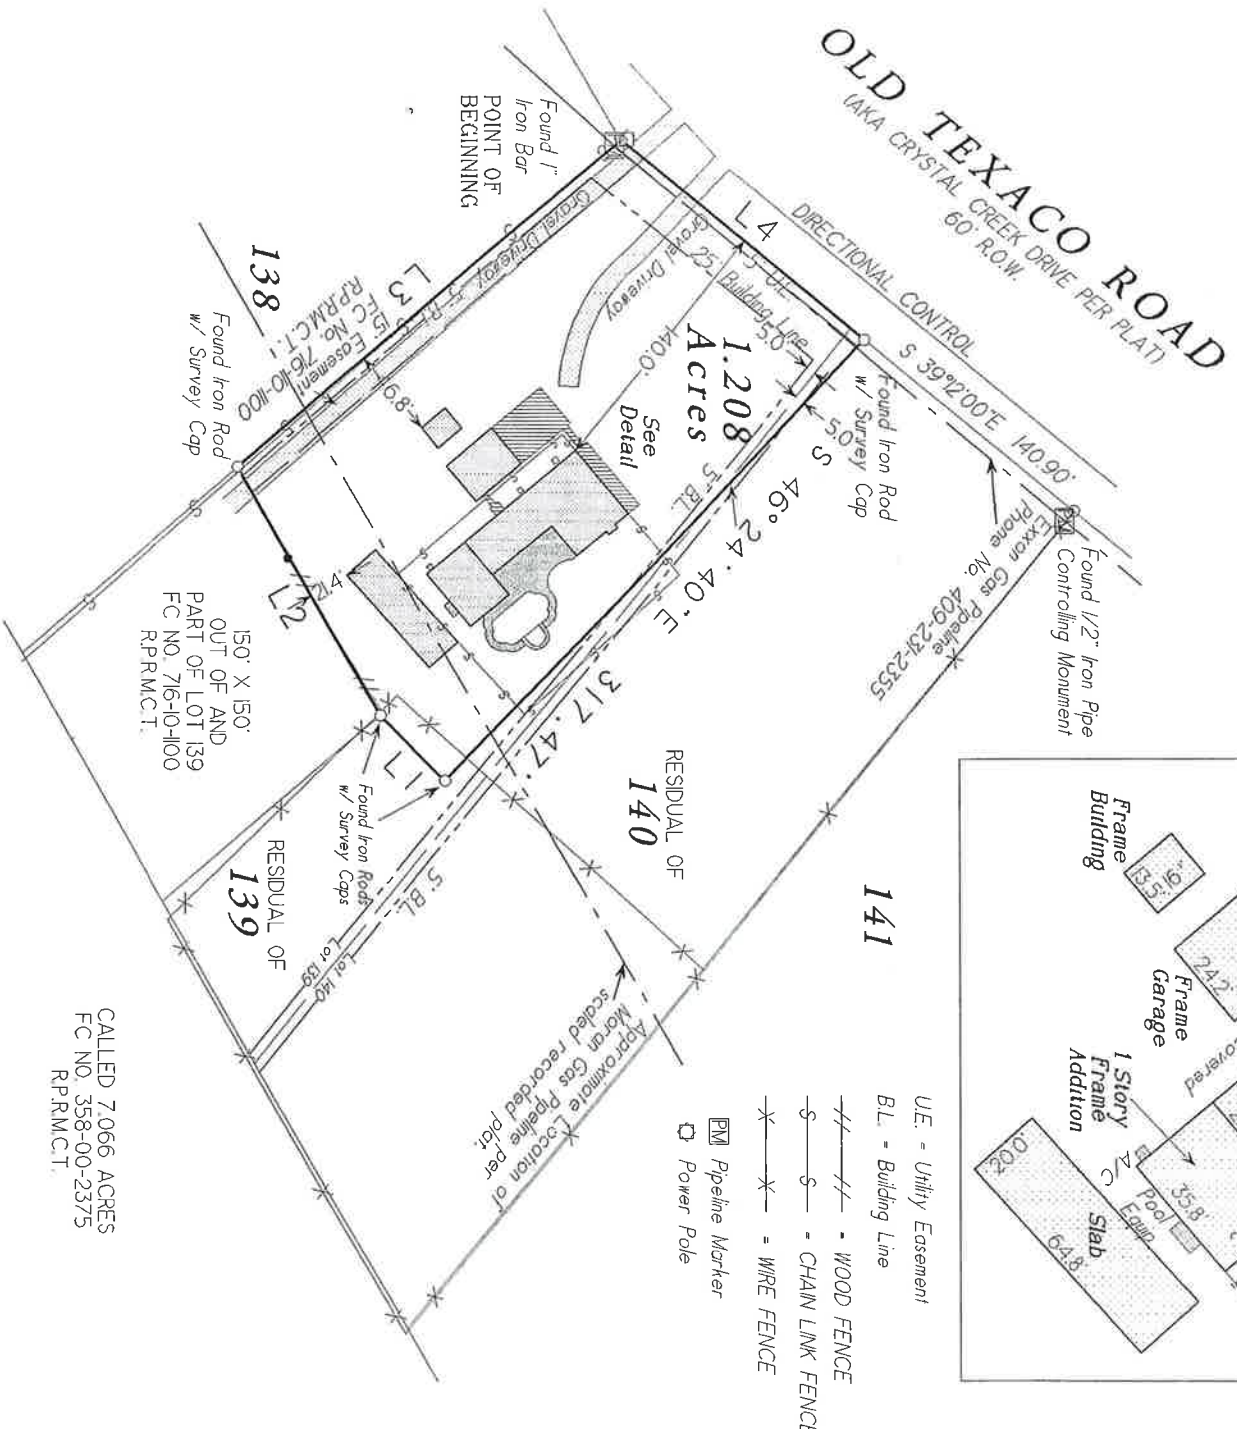 OLD TEXACO ROAD
(AKA CRYSTAL CREEK DRIVE PER PLAT)
60' R.O.W.
DIRECTIONAL CONTROL
S 39°12'00"E 140.90'
Found 1/2" Iron Pipe
Controlling Monument
PM
Exxon Gas Pipeline
Phone No. 409-231-2355
Found Iron Rod
w/ Survey Cap
Found 1"
Iron Bar
POINT OF
BEGINNING
L4
5' U.E.
25' Building Line
Gravel Driveway
5.0'
5.0'
140.0'
1.208
Acres
See
Detail
5' B.L.
S 46° 24' 40"E
317.47'
Gravel Driveway
5' B.L.
L3
15' Easement
FC No. 716-10-1100
R.P.R.M.C.T.
138
Found Iron Rod
w/ Survey Cap
6.8'
21.4'
L2
L1
150' X 150'
OUT OF AND
PART OF LOT 139
FC NO. 716-10-1100
R.P.R.M.C.T.
Found Iron Rods
w/ Survey Caps
RESIDUAL OF
139
RESIDUAL OF
140
141
5' B.L.
Lot 140
Lot 139
Approximate Location of
Moran Gas Pipeline per
scaled recorded plat.
CALLED 7.066 ACRES
FC NO. 358-00-2375
R.P.R.M.C.T.
Frame
Building
13.5'
16'
Frame
Garage
24.2'
Covered
1 Story
Frame
Addition
A/C
35.8'
Pool
Equip
Slab
20.0'
64.8'
U.E. = Utility Easement
B.L. = Building Line
= WOOD FENCE
= CHAIN LINK FENCE
= WIRE FENCE
PM Pipeline Marker
Power Pole